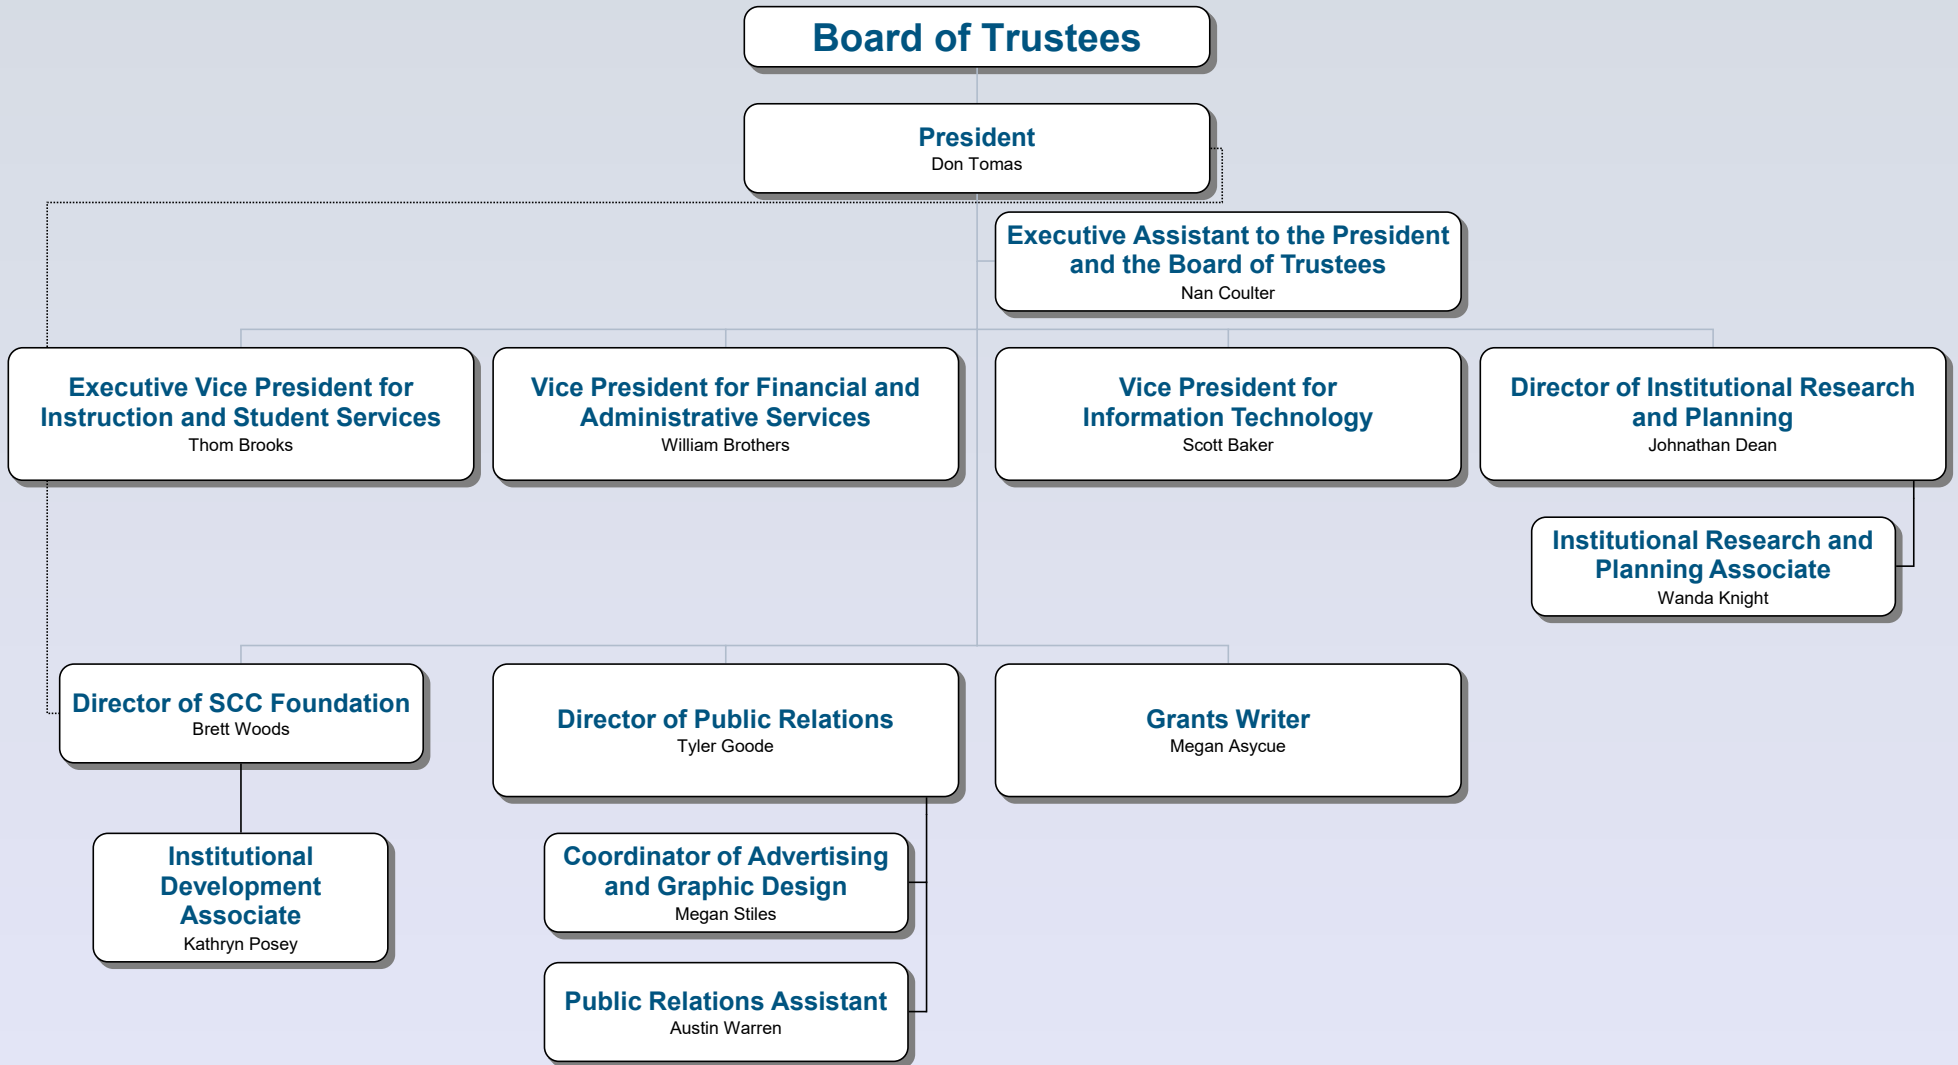 Board of Trustees
President
Don Tomas
Executive Assistant to the President
and the Board of Trustees
Nan Coulter
Executive Vice President for
Instruction and Student Services
Thom Brooks
Vice President for Financial and
Administrative Services
William Brothers
Vice President for
Information Technology
Scott Baker
Director of Institutional Research
and Planning
Johnathan Dean
Institutional Research and
Planning Associate
Wanda Knight
Director of SCC Foundation
Brett Woods
Director of Public Relations
Tyler Goode
Grants Writer
Megan Asycue
Institutional
Development
Associate
Kathryn Posey
Coordinator of Advertising
and Graphic Design
Megan Stiles
Public Relations Assistant
Austin Warren